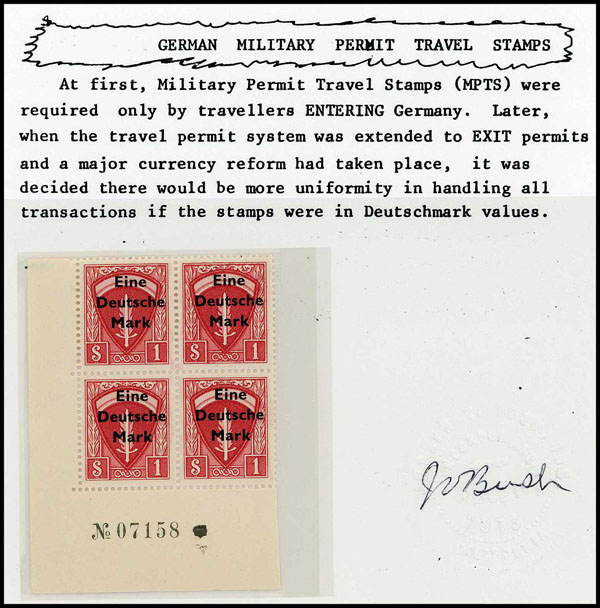 GERMAN MILITARY PERMIT TRAVEL STAMPS
At first, Military Permit Travel Stamps (MPTS) were
required only by travellers ENTERING Germany. Later,
when the travel permit system was extended to EXIT permits
and a major currency reform had taken place, it was
decided there would be more uniformity in handling all
transactions if the stamps were in Deutschmark values.
Eine
Deutsche
Mark
S 1
Eine
Deutsche
Mark
S 1
Eine
Deutsche
Mark
S 1
Eine
Deutsche
Mark
S 1
№ 07158